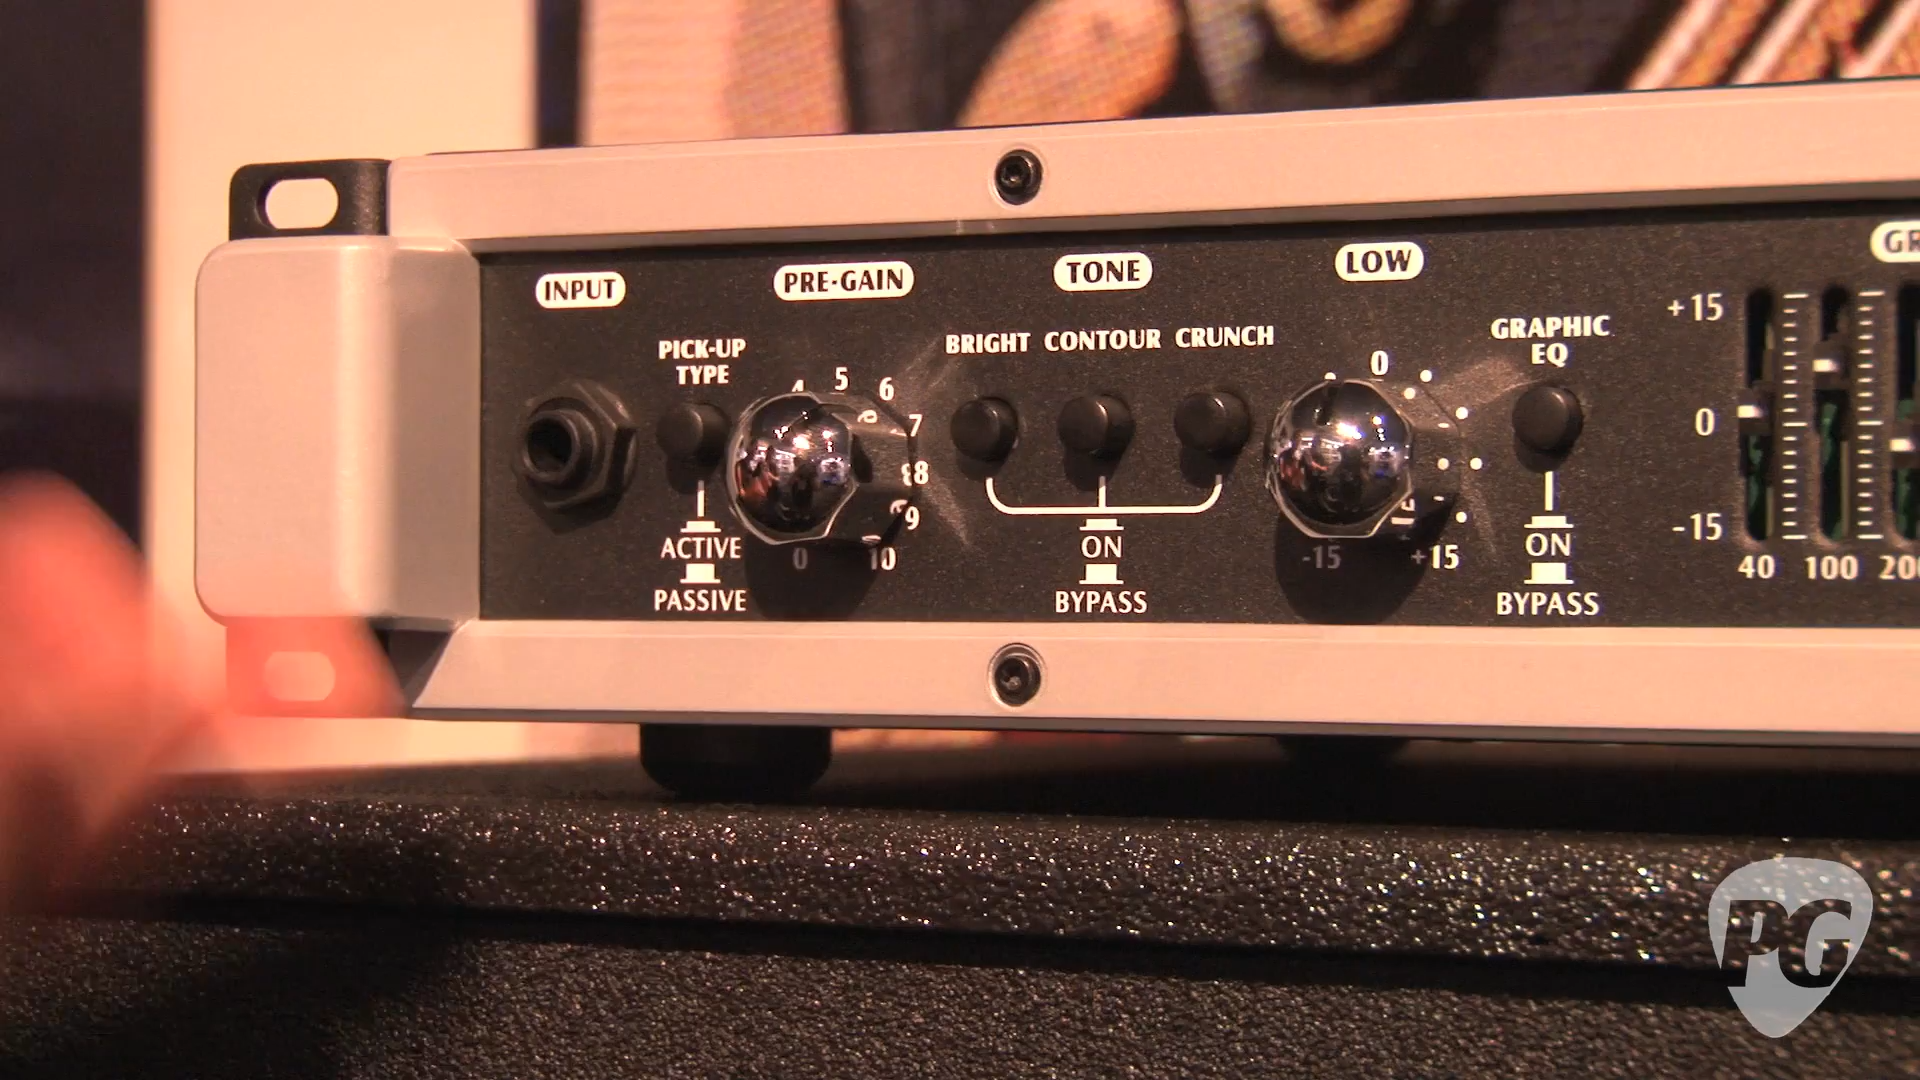 INPUT
PRE-GAIN
TONE
LOW
PICK-UP
TYPE
BRIGHT CONTOUR CRUNCH
GRAPHIC
EQ
4 5 6 7 8 9 10
0
0
-15 +15
+15
0
-15
ACTIVE
PASSIVE
ON
BYPASS
ON
BYPASS
40 100
PG